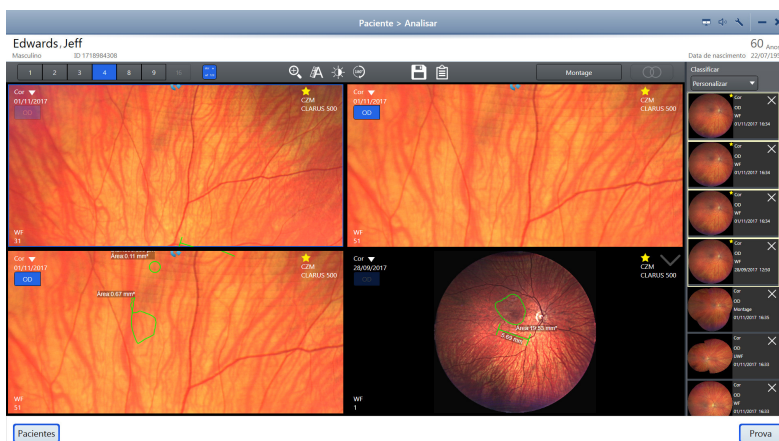 Paciente > Analisar
Edwards, Jeff
Masculino ID 1718984308
60 Anos
Data de nascimento 22/07/195
1 2 3 4 8 9 16
Montage
Classificar
Personalizar
Cor
01/11/2017
OD
CZM
CLARUS 500
WF
31
Cor
01/11/2017
OD
CZM
CLARUS 500
WF
51
Cor
01/11/2017
OD
Área 0.11 mm²
Área 0.67 mm²
CZM
CLARUS 500
WF
51
Cor
28/09/2017
OD
CZM
CLARUS 500
Área 19.53 mm²
WF
1
Cor
OD
WF
01/11/2017 16:34
Cor
OD
WF
01/11/2017 16:34
Cor
OD
WF
01/11/2017 16:34
Cor
OD
WF
28/09/2017 12:50
Cor
OD
Montage
01/11/2017 16:35
Cor
OD
UWF
01/11/2017 16:33
Cor
OD
WF
01/11/2017 16:33
Pacientes
Prova